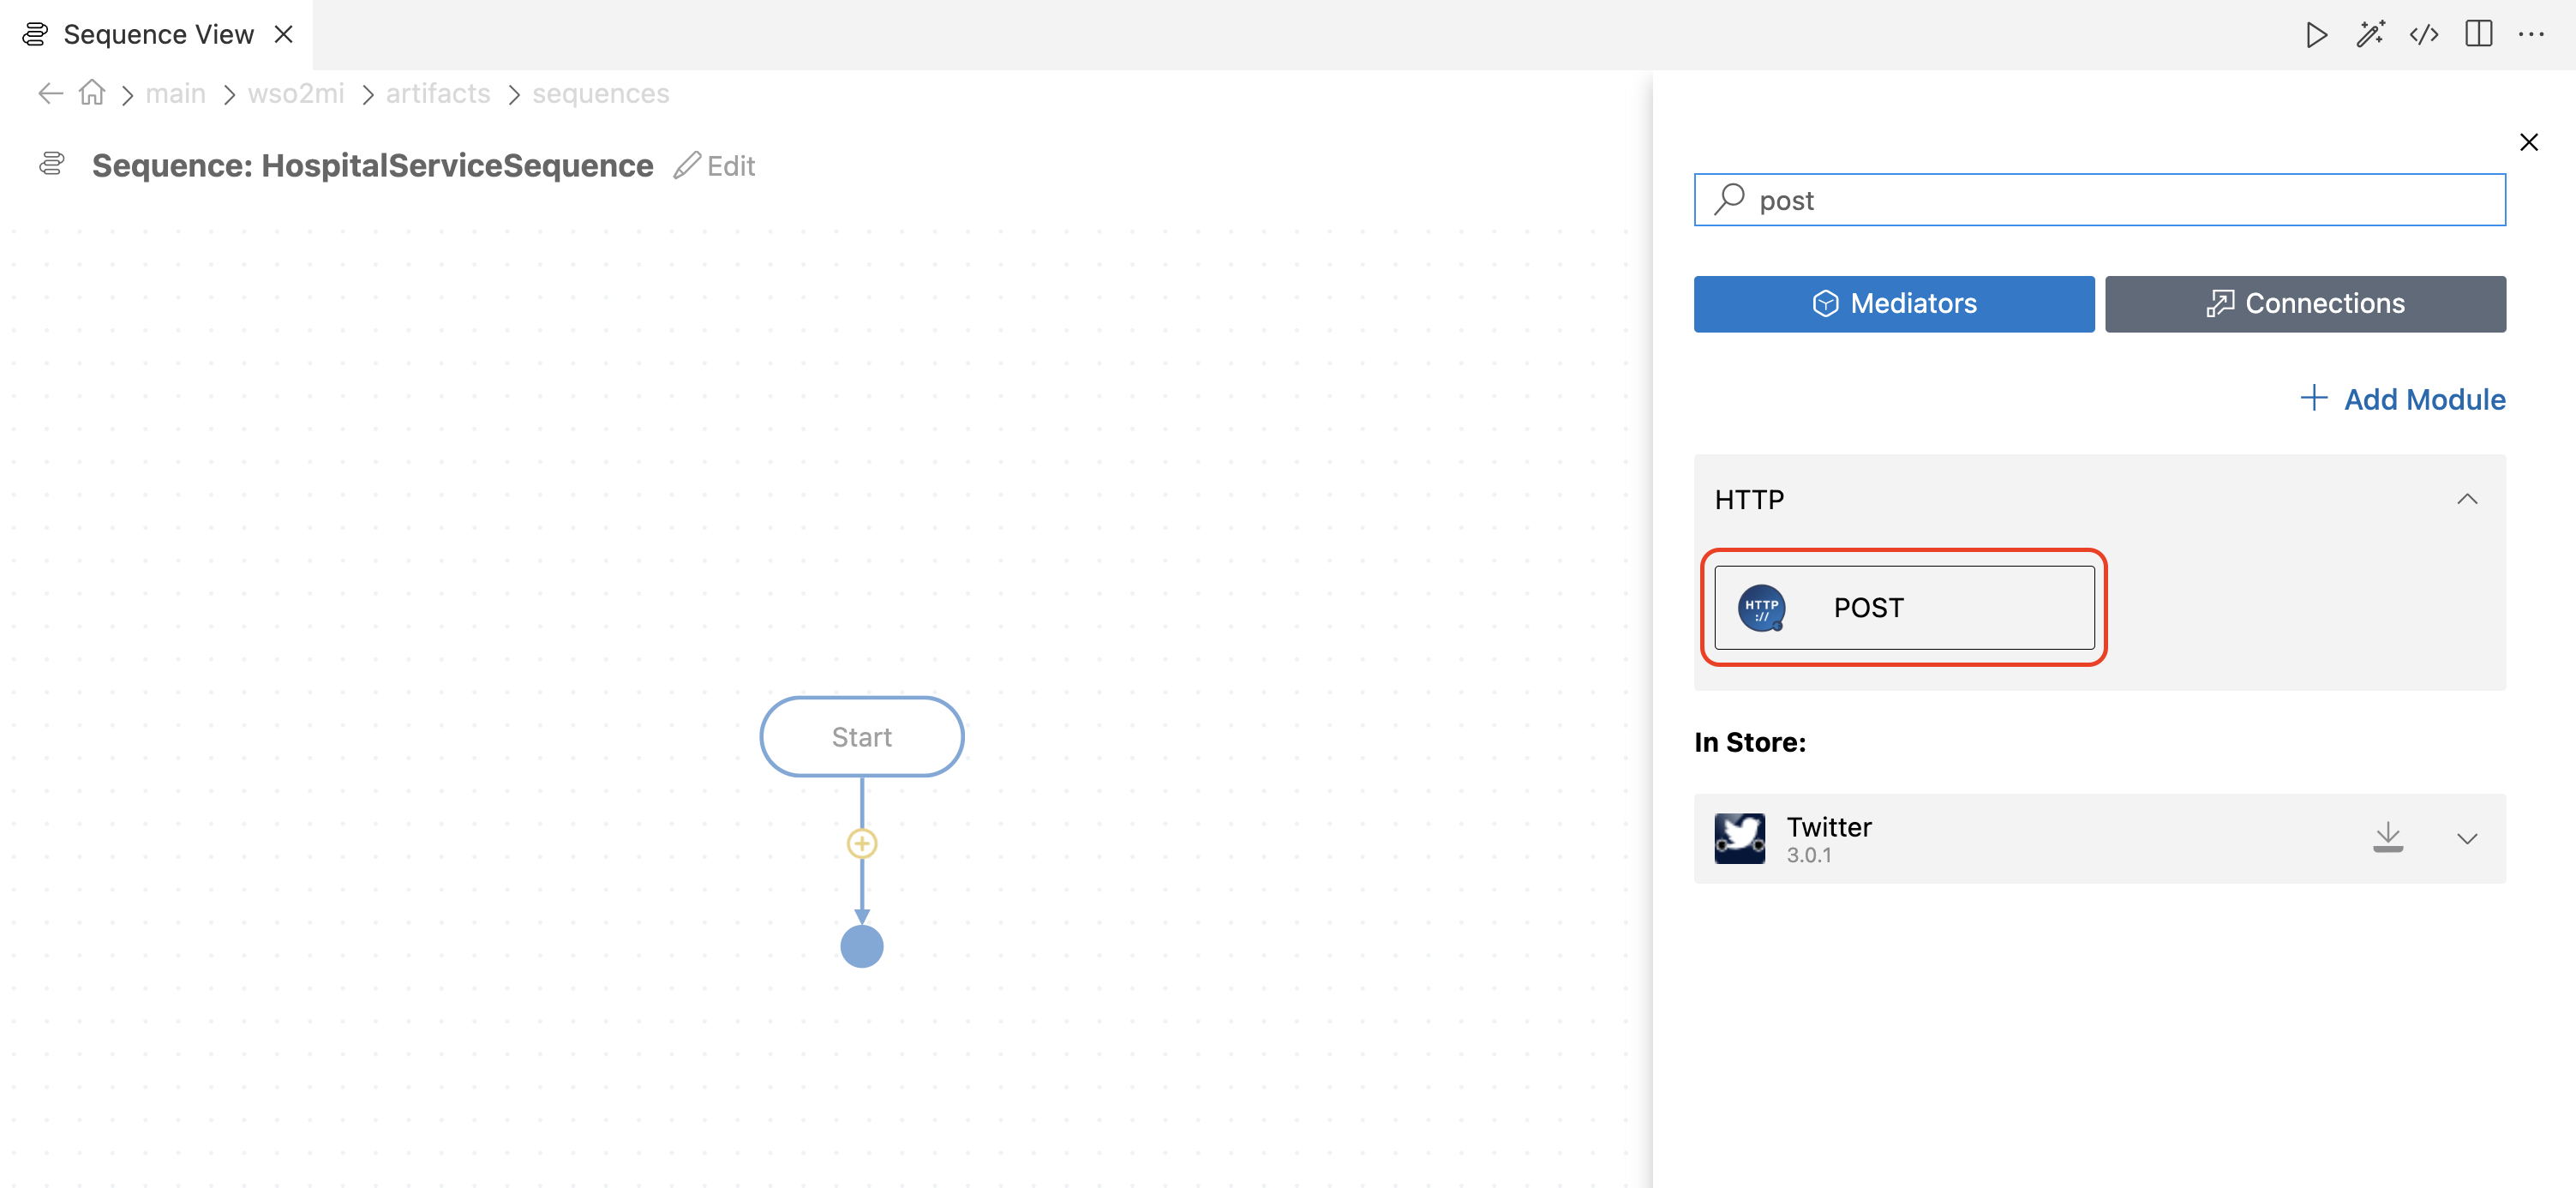 Sequence View
main > wso2mi > artifacts > sequences
Sequence: HospitalServiceSequence Edit
Start
post
Mediators Connections
+ Add Module
HTTP
HTTP
://
POST
In Store:
Twitter
3.0.1